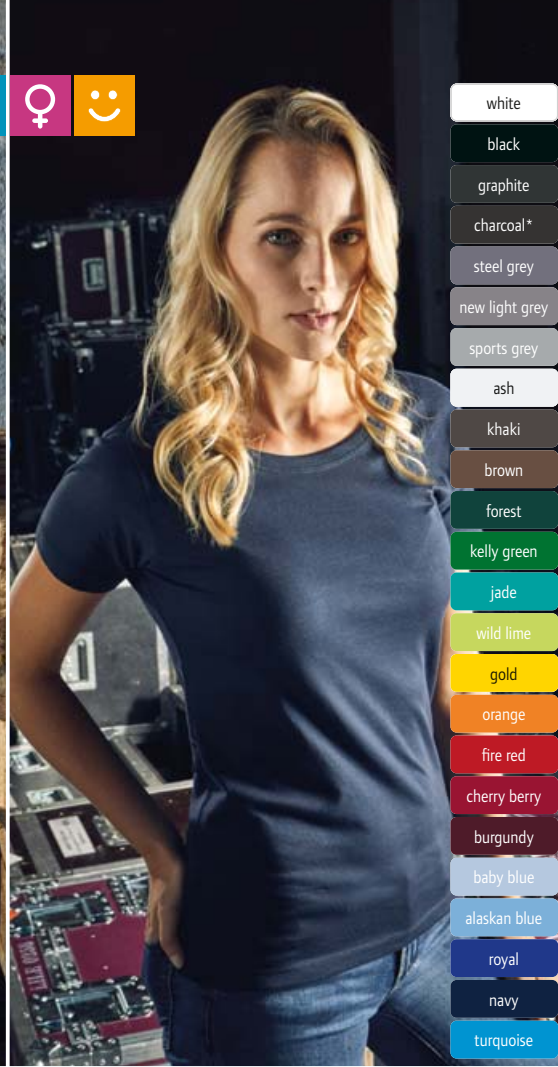 white
black
graphite
charcoal*
steel grey
new light grey
sports grey
ash
khaki
brown
forest
kelly green
jade
wild lime
gold
orange
fire red
cherry berry
burgundy
baby blue
alaskan blue
royal
navy
turquoise